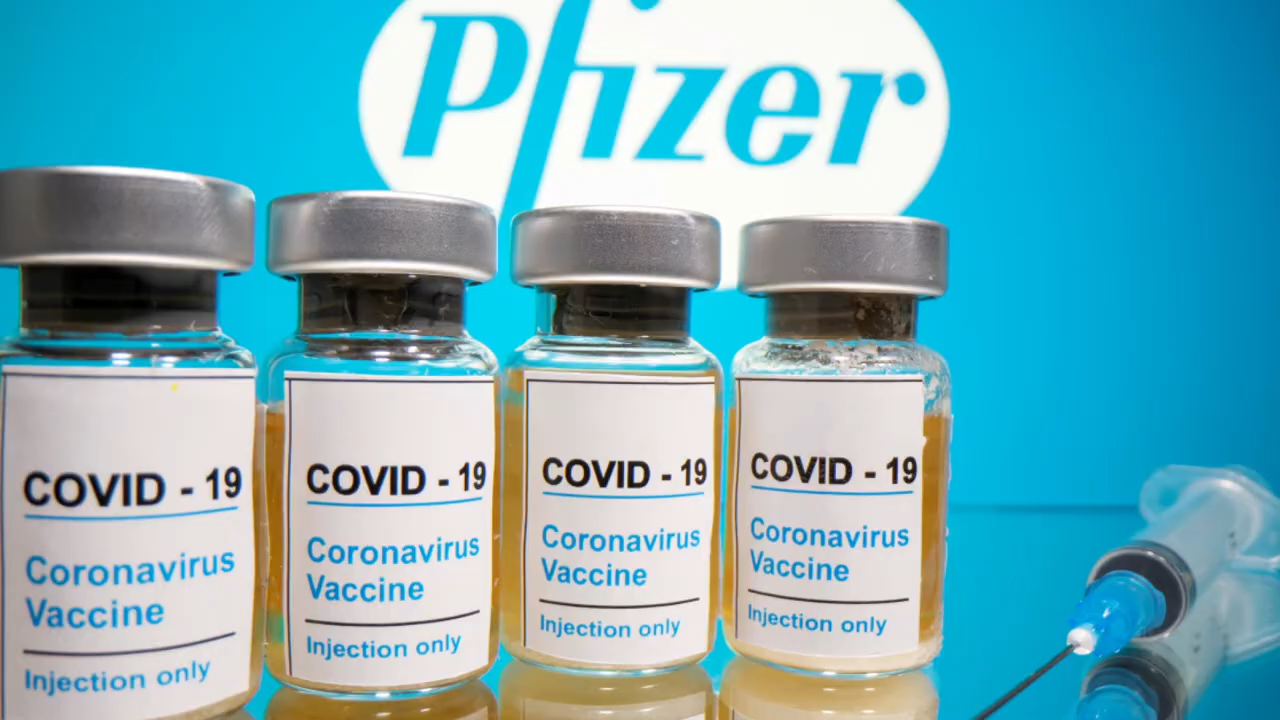 Pfizer
COVID - 19
Coronavirus
Vaccine
Injection only
COVID - 19
Coronavirus
Vaccine
Injection only
COVID - 19
Coronavirus
Vaccine
Injection only
COVID - 19
Coronavirus
Vaccine
Injection only